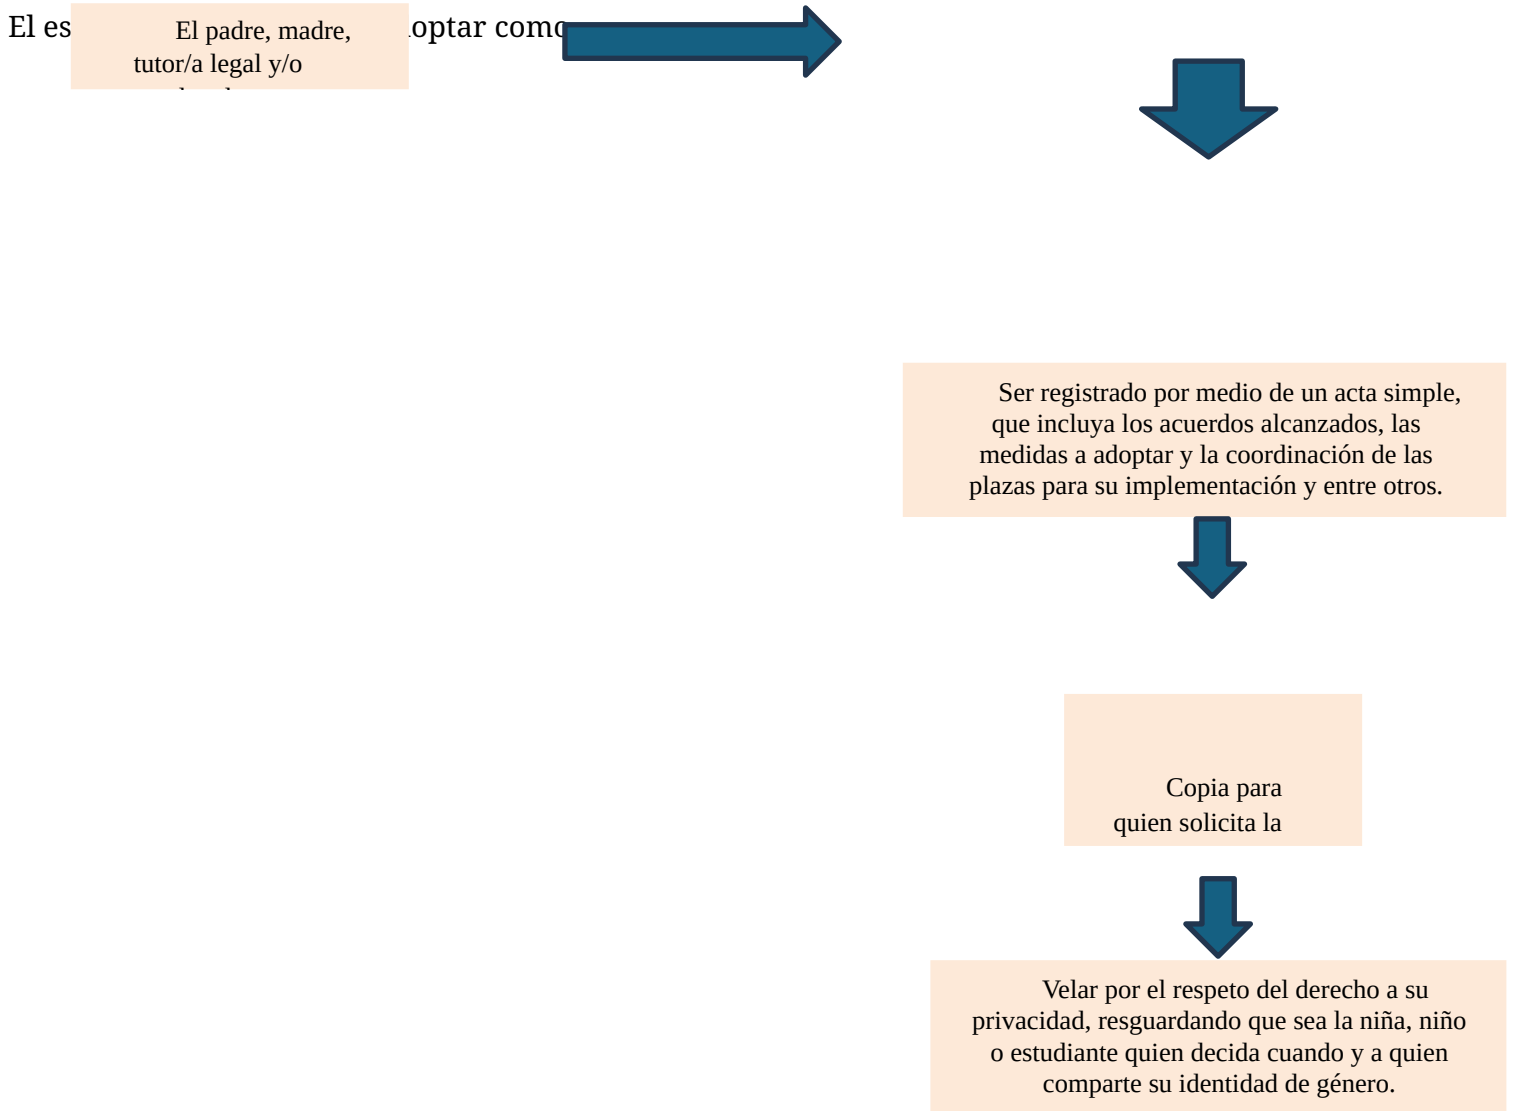 El es
El padre, madre,
tutor/a legal y/o
optar como
Ser registrado por medio de un acta simple,
que incluya los acuerdos alcanzados, las
medidas a adoptar y la coordinación de las
plazas para su implementación y entre otros.
Copia para
quien solicita la
Velar por el respeto del derecho a su
privacidad, resguardando que sea la niña, niño
o estudiante quien decida cuando y a quien
comparte su identidad de género.